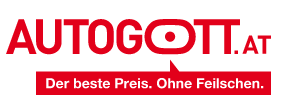 AUTOGOTT.AT
Der beste Preis. Ohne Feilschen.